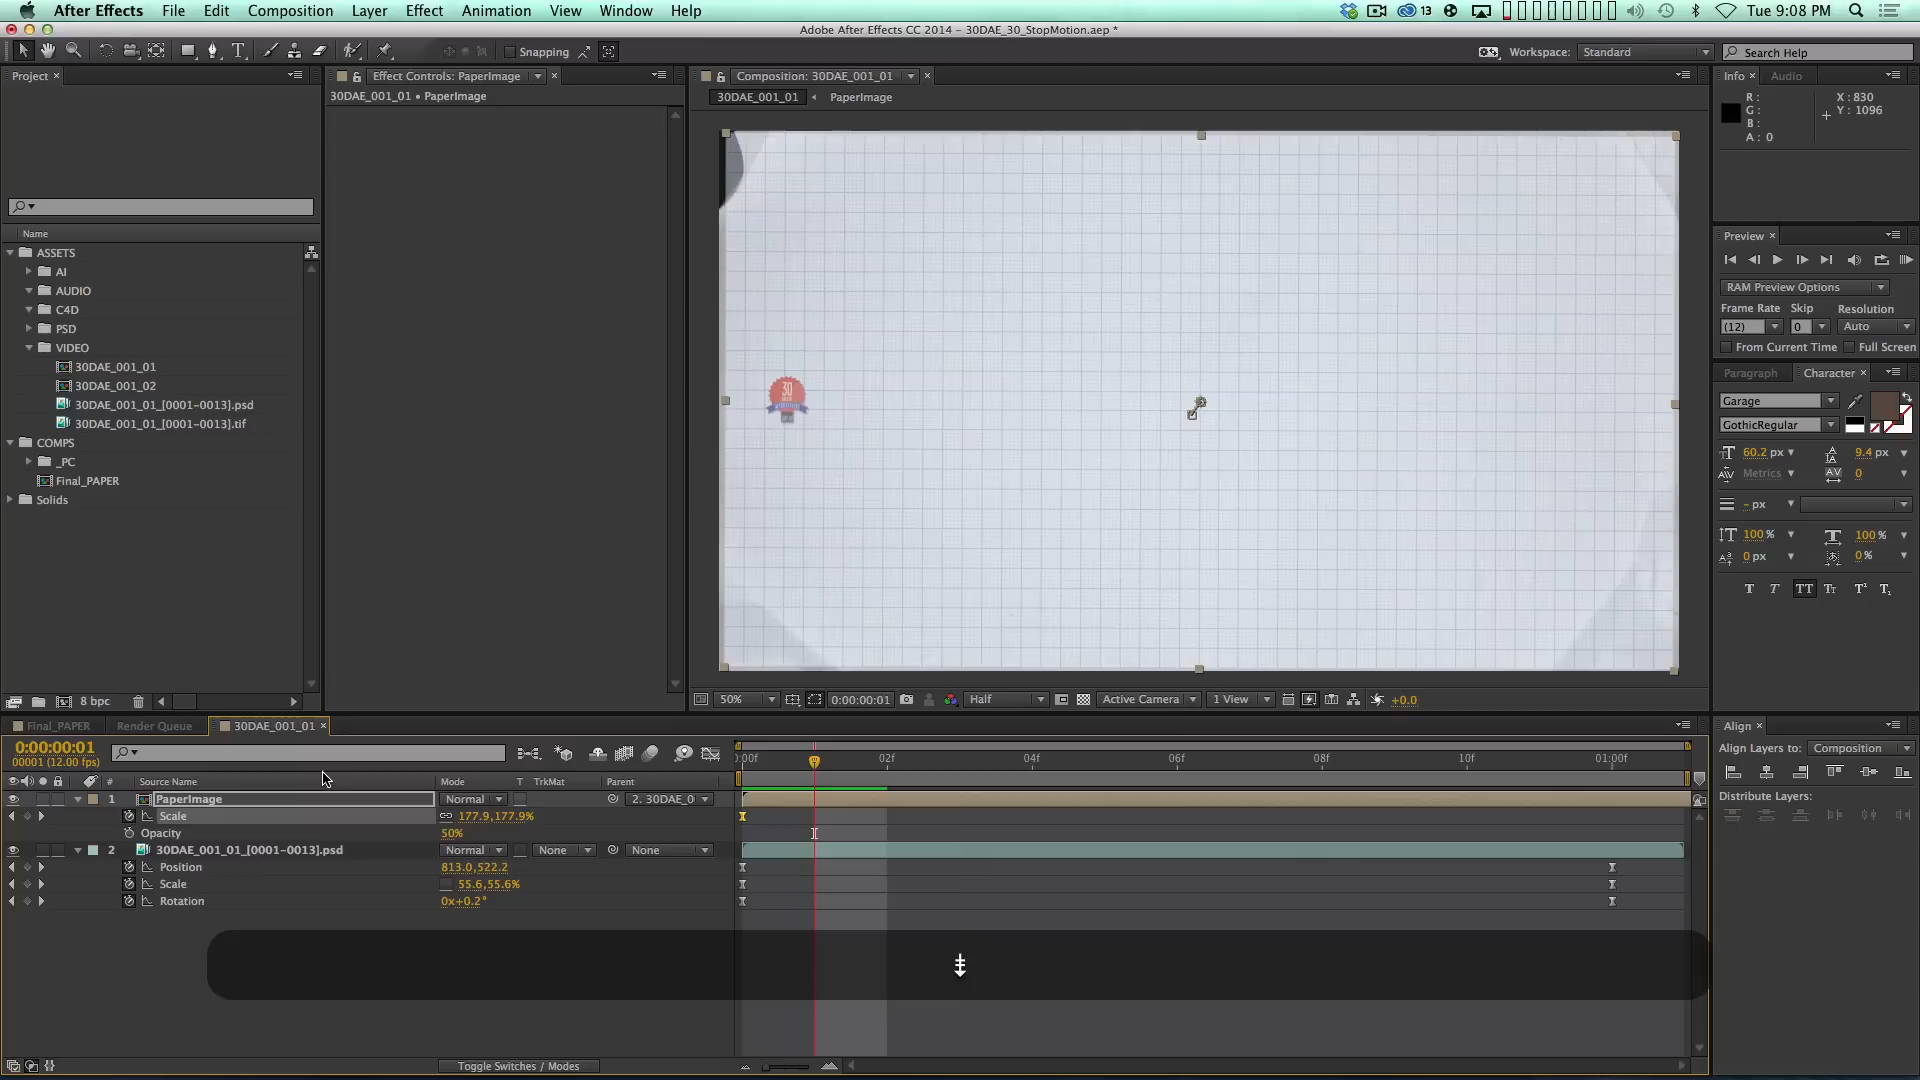 After Effects File Edit Composition Layer Effect Animation View Window Help 13 Tue 9:08 PM
Adobe After Effects CC 2014 - 30DAE_30_StopMotion.aep *
Snapping Workspace: Standard Search Help
Project Effect Controls: PaperImage Composition: 30DAE_001_01 Info Audio
30DAE_001_01 • PaperImage 30DAE_001_01 PaperImage
R: X: 830
G: Y: 1096
B:
A: 0
Name
ASSETS
AI
AUDIO
C4D
PSD
VIDEO
30DAE_001_01
30DAE_001_02
30DAE_001_01_[0001-0013].psd
30DAE_001_01_[0001-0013].tif
COMPS
_PC
Final_PAPER
Solids
30
Preview
RAM Preview Options
Frame Rate Skip Resolution
(12) 0 Auto
From Current Time Full Screen
Paragraph Character
Garage
GothicRegular
60.2 px 9.4 px
Metrics 0
- px
100 % 100 %
0 px 0 %
T T TT Tr T¹ T₁
8 bpc 50% 0:00:00:01 Half Active Camera 1 View +0.0
Final_PAPER Render Queue 30DAE_001_01
0:00:00:01
00001 (12.00 fps)
0:00f 02f 04f 06f 08f 10f 01:00f
# Source Name Mode T TrkMat Parent
1 PaperImage Normal 2. 30DAE_0
Scale 177.9,177.9%
Opacity 50%
2 30DAE_001_01_[0001-0013].psd Normal None None
Position 813.0,522.2
Scale 55.6,55.6%
Rotation 0x+0.2°
Toggle Switches / Modes
Align
Align Layers to: Composition
Distribute Layers: